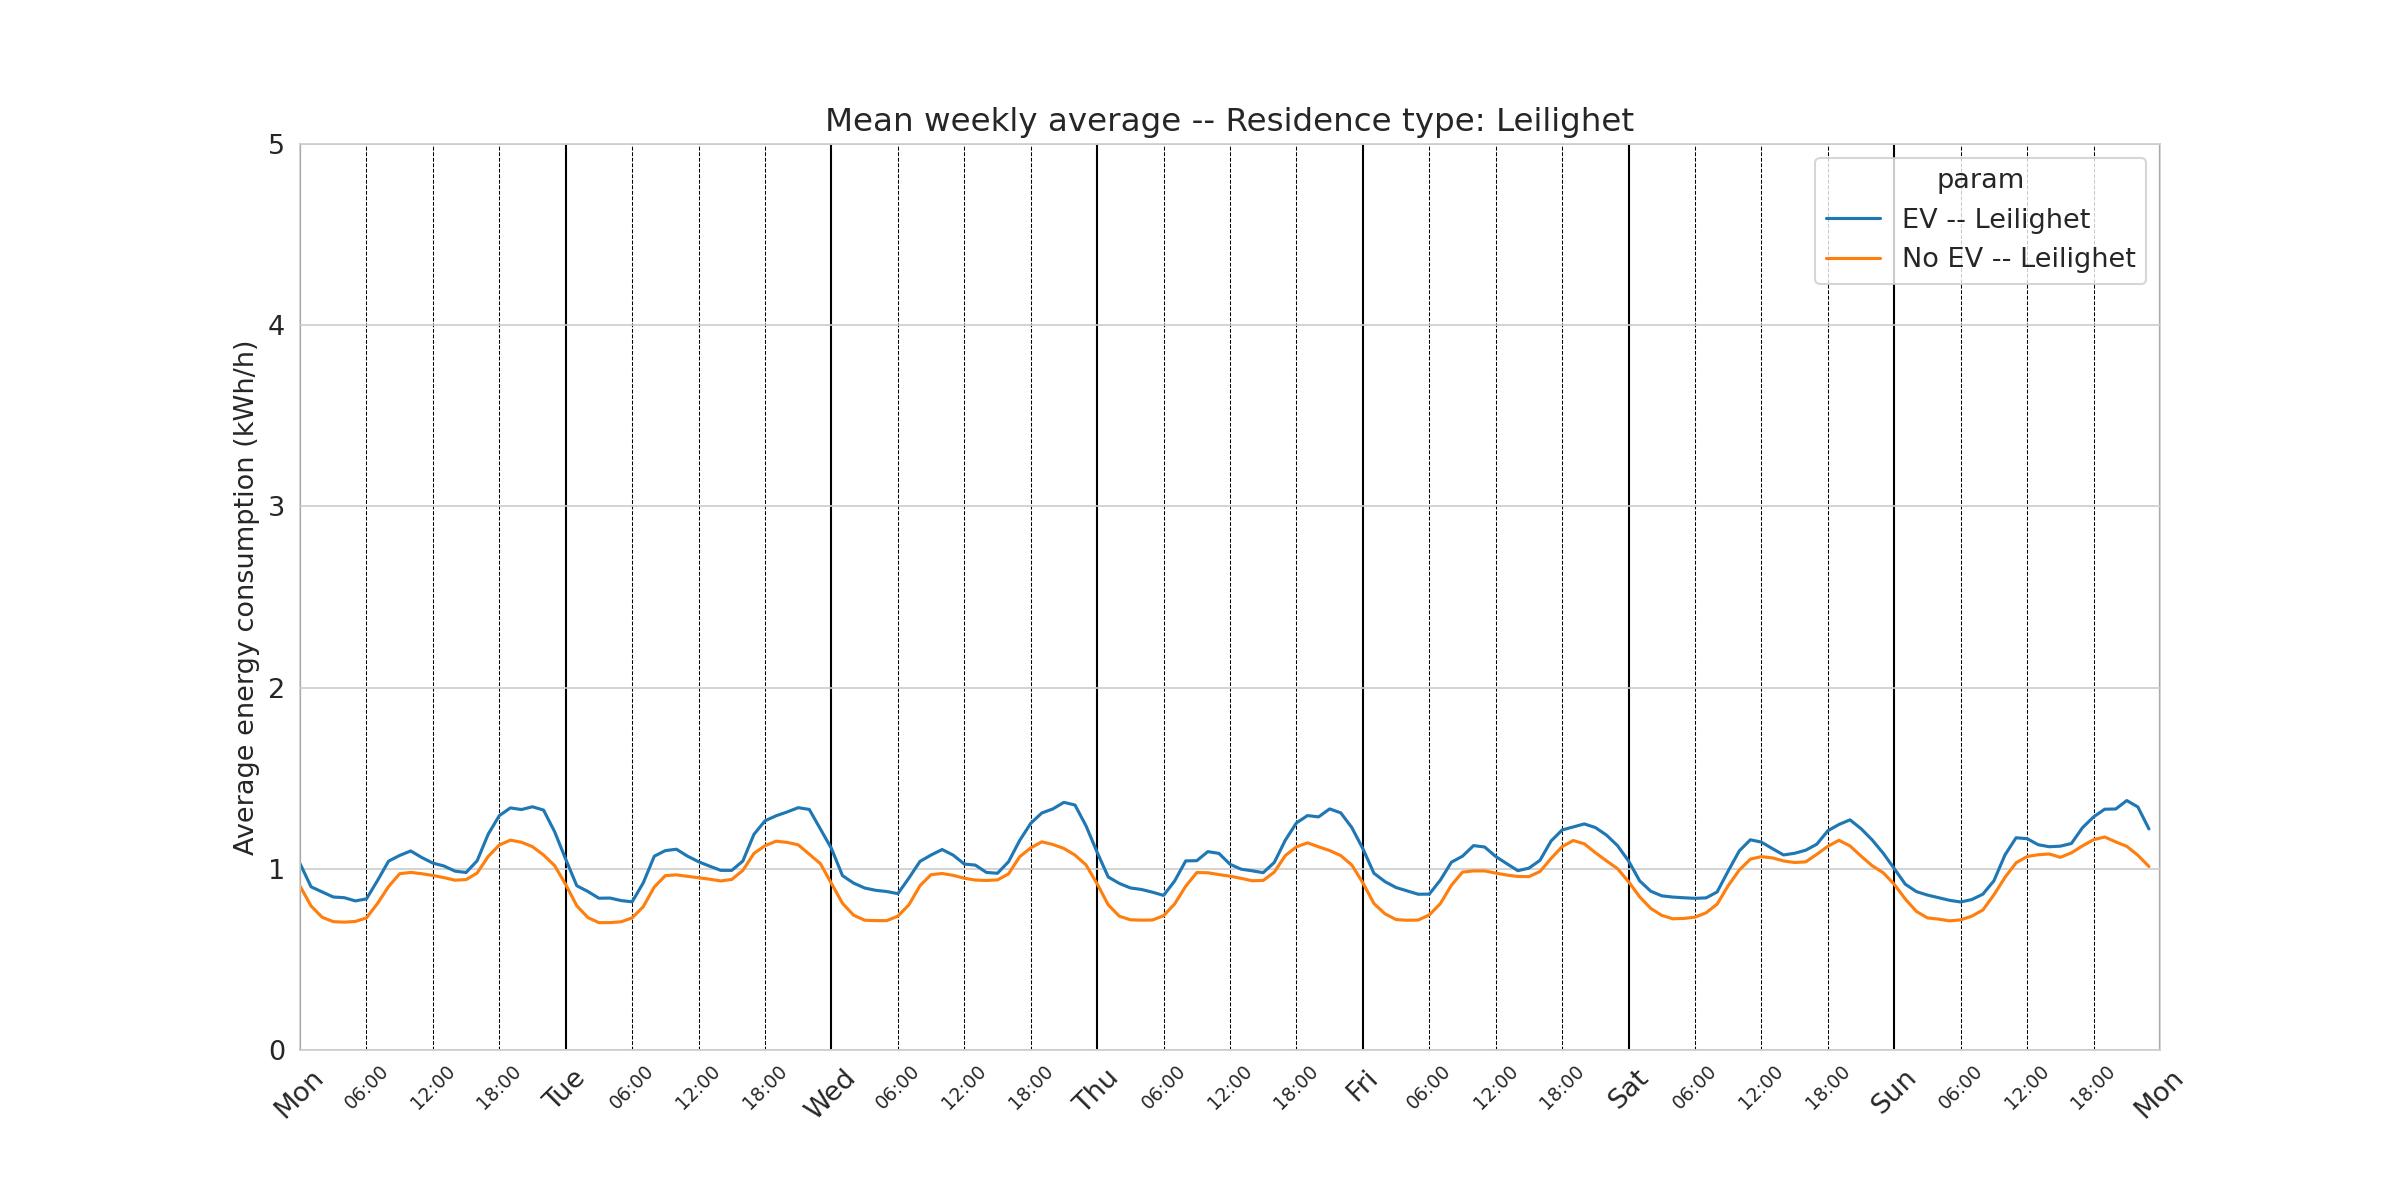 Mean weekly average -- Residence type: Leilighet
param
EV -- Leilighet
No EV -- Leilighet
Average energy consumption (kWh/h)
5
4
3
2
1
0
Mon 06:00 12:00 18:00 Tue 06:00 12:00 18:00 Wed 06:00 12:00 18:00 Thu 06:00 12:00 18:00 Fri 06:00 12:00 18:00 Sat 06:00 12:00 18:00 Sun 06:00 12:00 18:00 Mon